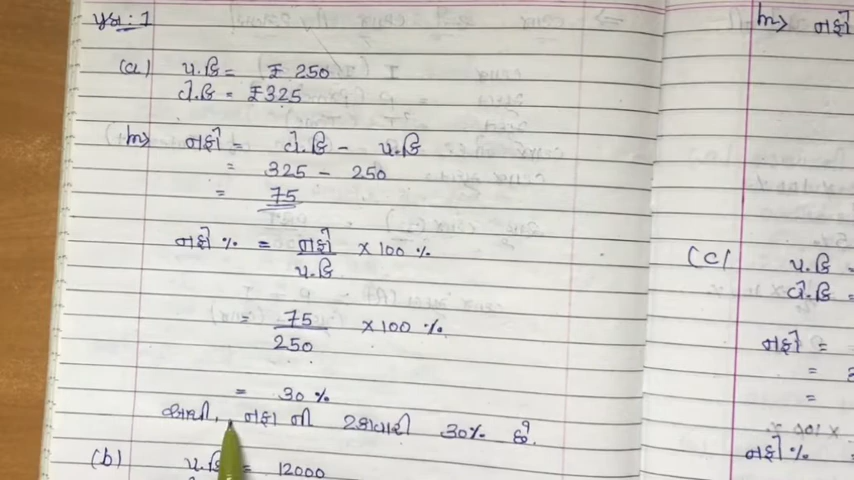 પ્રશ્ન : 1
(a) પ.કિં = ₹ 250
વે.કિં = ₹ 325
નફો = વે.કિં - પ.કિં
= 325 - 250
= 75
નફો % = નફો / પ.કિં × 100 %
= 75 / 250 × 100 %
= 30 %
આથી, નફા ની ટકાવારી 30% છે.
(b) પ.કિં = 12000
નફો
(c) પ.કિં =
વે.કિં =
નફો =
=
=
નફો %